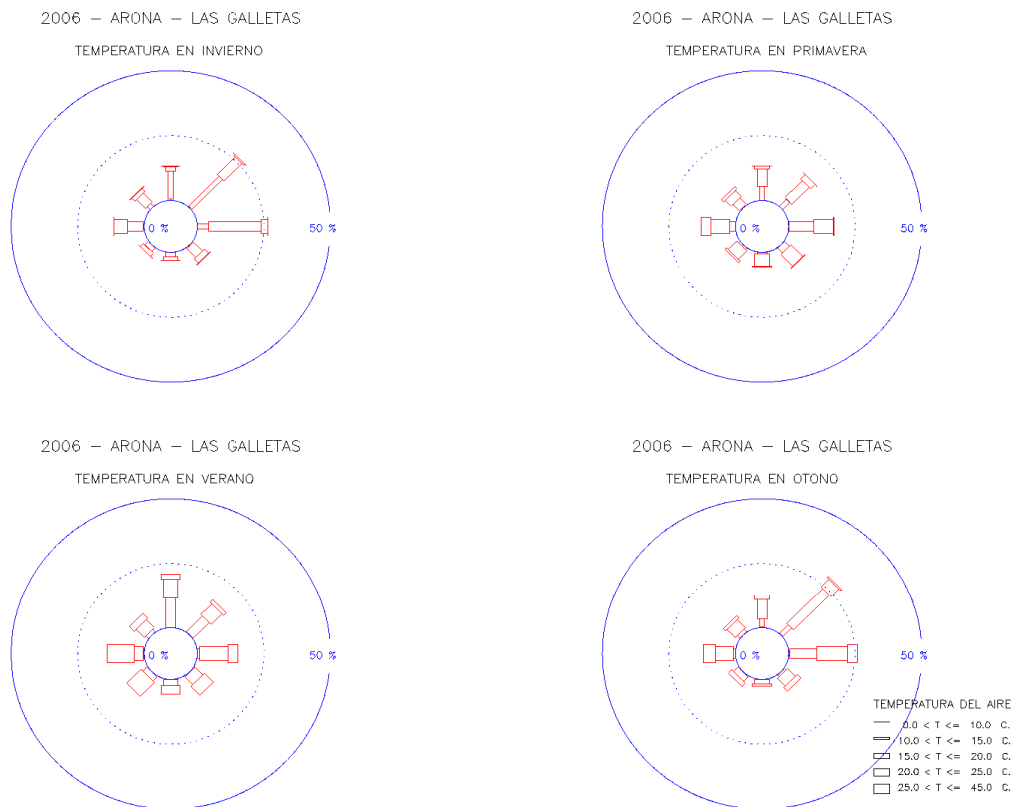 2006 – ARONA – LAS GALLETAS
TEMPERATURA EN INVIERNO
0 %
50 %
2006 – ARONA – LAS GALLETAS
TEMPERATURA EN PRIMAVERA
0 %
50 %
2006 – ARONA – LAS GALLETAS
TEMPERATURA EN VERANO
0 %
50 %
2006 – ARONA – LAS GALLETAS
TEMPERATURA EN OTONO
0 %
50 %
TEMPERATURA DEL AIRE
0.0 < T <= 10.0 C.
10.0 < T <= 15.0 C.
15.0 < T <= 20.0 C.
20.0 < T <= 25.0 C.
25.0 < T <= 45.0 C.